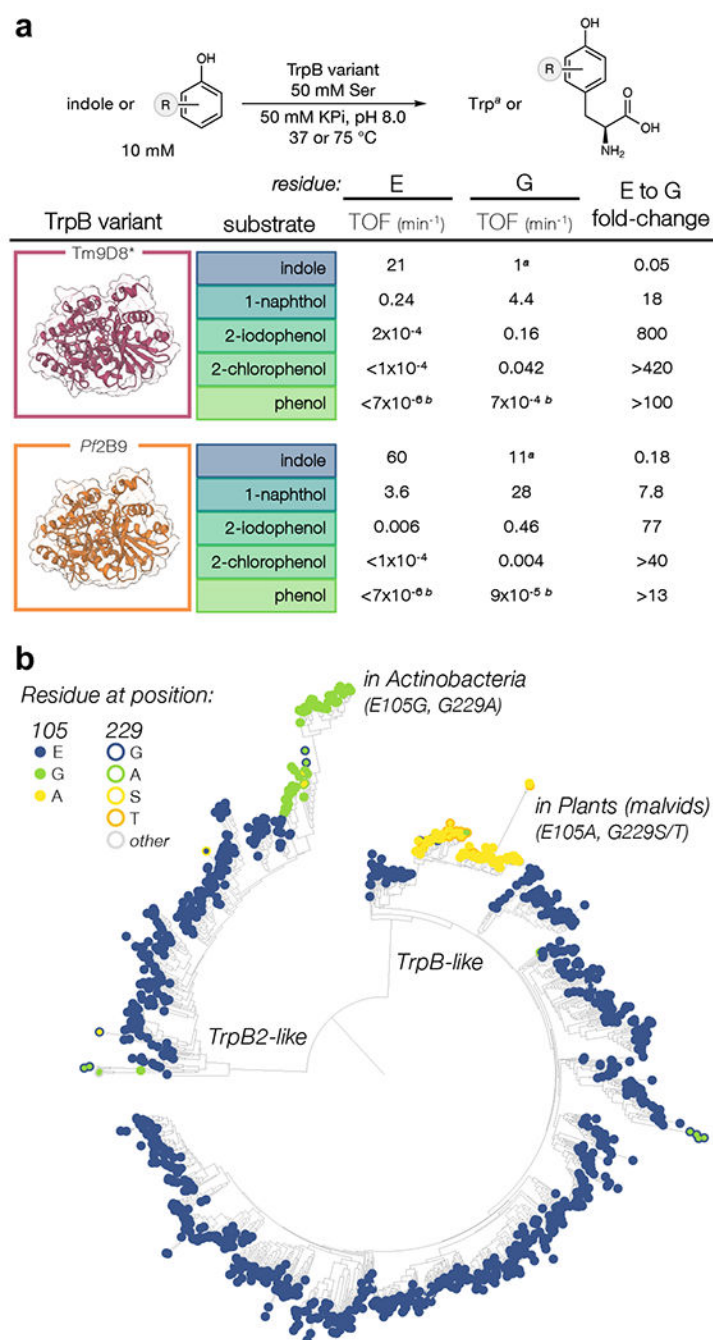 a
OH
R
indole or
10 mM
TrpB variant
50 mM Ser
50 mM KPi, pH 8.0
37 or 75 °C
Trpᵃ or
OH
R
O
OH
NH₂
residue: E G E to G
TrpB variant substrate TOF (min⁻¹) TOF (min⁻¹) fold-change
Tm9D8*
indole 21 1ᵃ 0.05
1-naphthol 0.24 4.4 18
2-iodophenol 2x10⁻⁴ 0.16 800
2-chlorophenol <1x10⁻⁴ 0.042 >420
phenol <7x10⁻⁶ ᵇ 7x10⁻⁴ ᵇ >100
Pf2B9
indole 60 11ᵃ 0.18
1-naphthol 3.6 28 7.8
2-iodophenol 0.006 0.46 77
2-chlorophenol <1x10⁻⁴ 0.004 >40
phenol <7x10⁻⁶ ᵇ 9x10⁻⁵ ᵇ >13
b
Residue at position:
105 229
E G
G A
A S
T
other
in Actinobacteria
(E105G, G229A)
in Plants (malvids)
(E105A, G229S/T)
TrpB-like
TrpB2-like